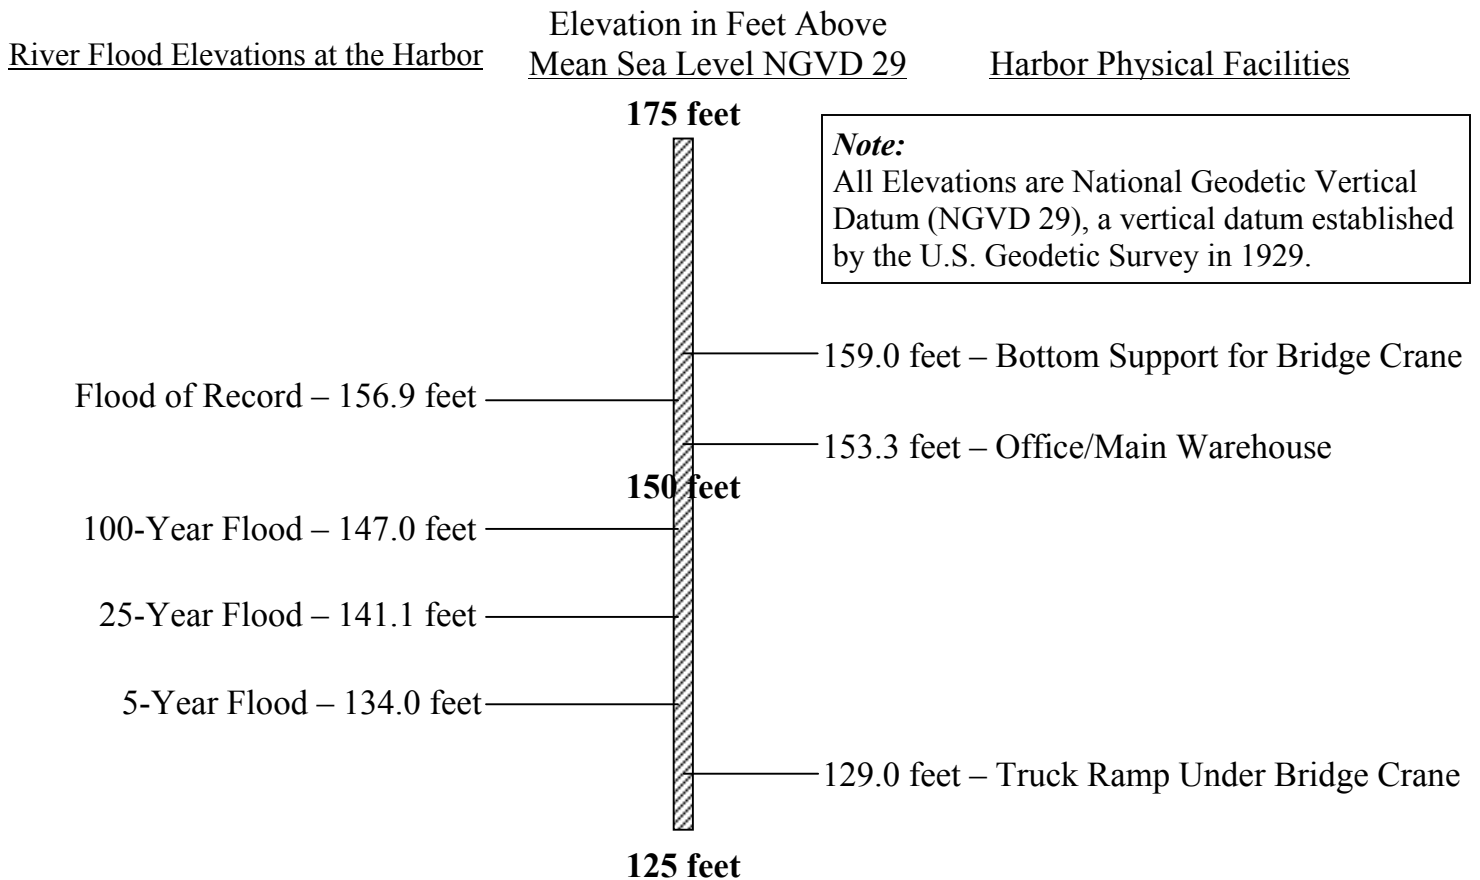 River Flood Elevations at the Harbor
Elevation in Feet Above
Mean Sea Level NGVD 29
Harbor Physical Facilities
175 feet
Note:
All Elevations are National Geodetic Vertical
Datum (NGVD 29), a vertical datum established
by the U.S. Geodetic Survey in 1929.
159.0 feet – Bottom Support for Bridge Crane
Flood of Record – 156.9 feet
153.3 feet – Office/Main Warehouse
150 feet
100-Year Flood – 147.0 feet
25-Year Flood – 141.1 feet
5-Year Flood – 134.0 feet
129.0 feet – Truck Ramp Under Bridge Crane
125 feet